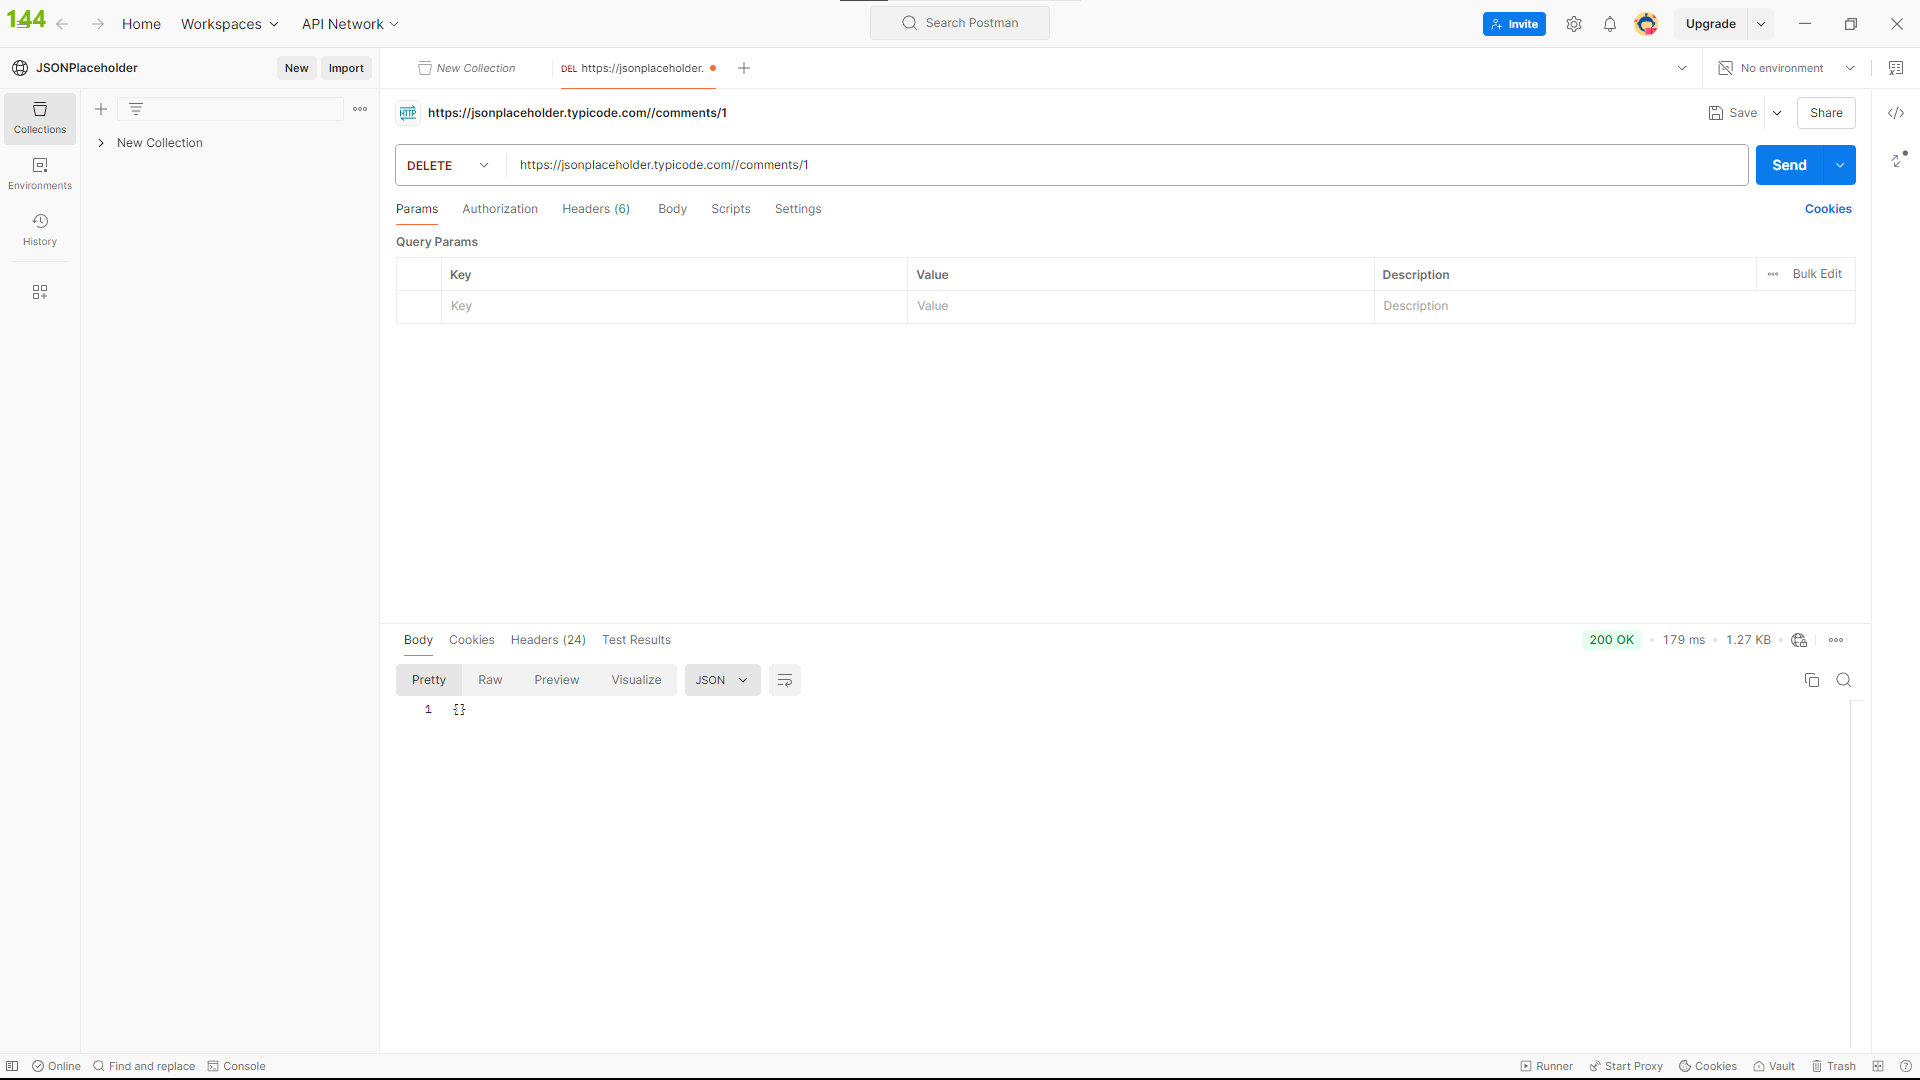 144
Home
Workspaces
API Network
Search Postman
Invite
Upgrade
JSONPlaceholder
New
Import
New Collection
DEL https://jsonplaceholder.
No environment
Collections
Environments
History
New Collection
HTTP
https://jsonplaceholder.typicode.com//comments/1
Save
Share
DELETE
https://jsonplaceholder.typicode.com//comments/1
Send
Params
Authorization
Headers (6)
Body
Scripts
Settings
Cookies
Query Params
Key
Value
Description
Bulk Edit
Key
Value
Description
Body
Cookies
Headers (24)
Test Results
200 OK
179 ms
1.27 KB
Pretty
Raw
Preview
Visualize
JSON
1 {}
Online
Find and replace
Console
Runner
Start Proxy
Cookies
Vault
Trash